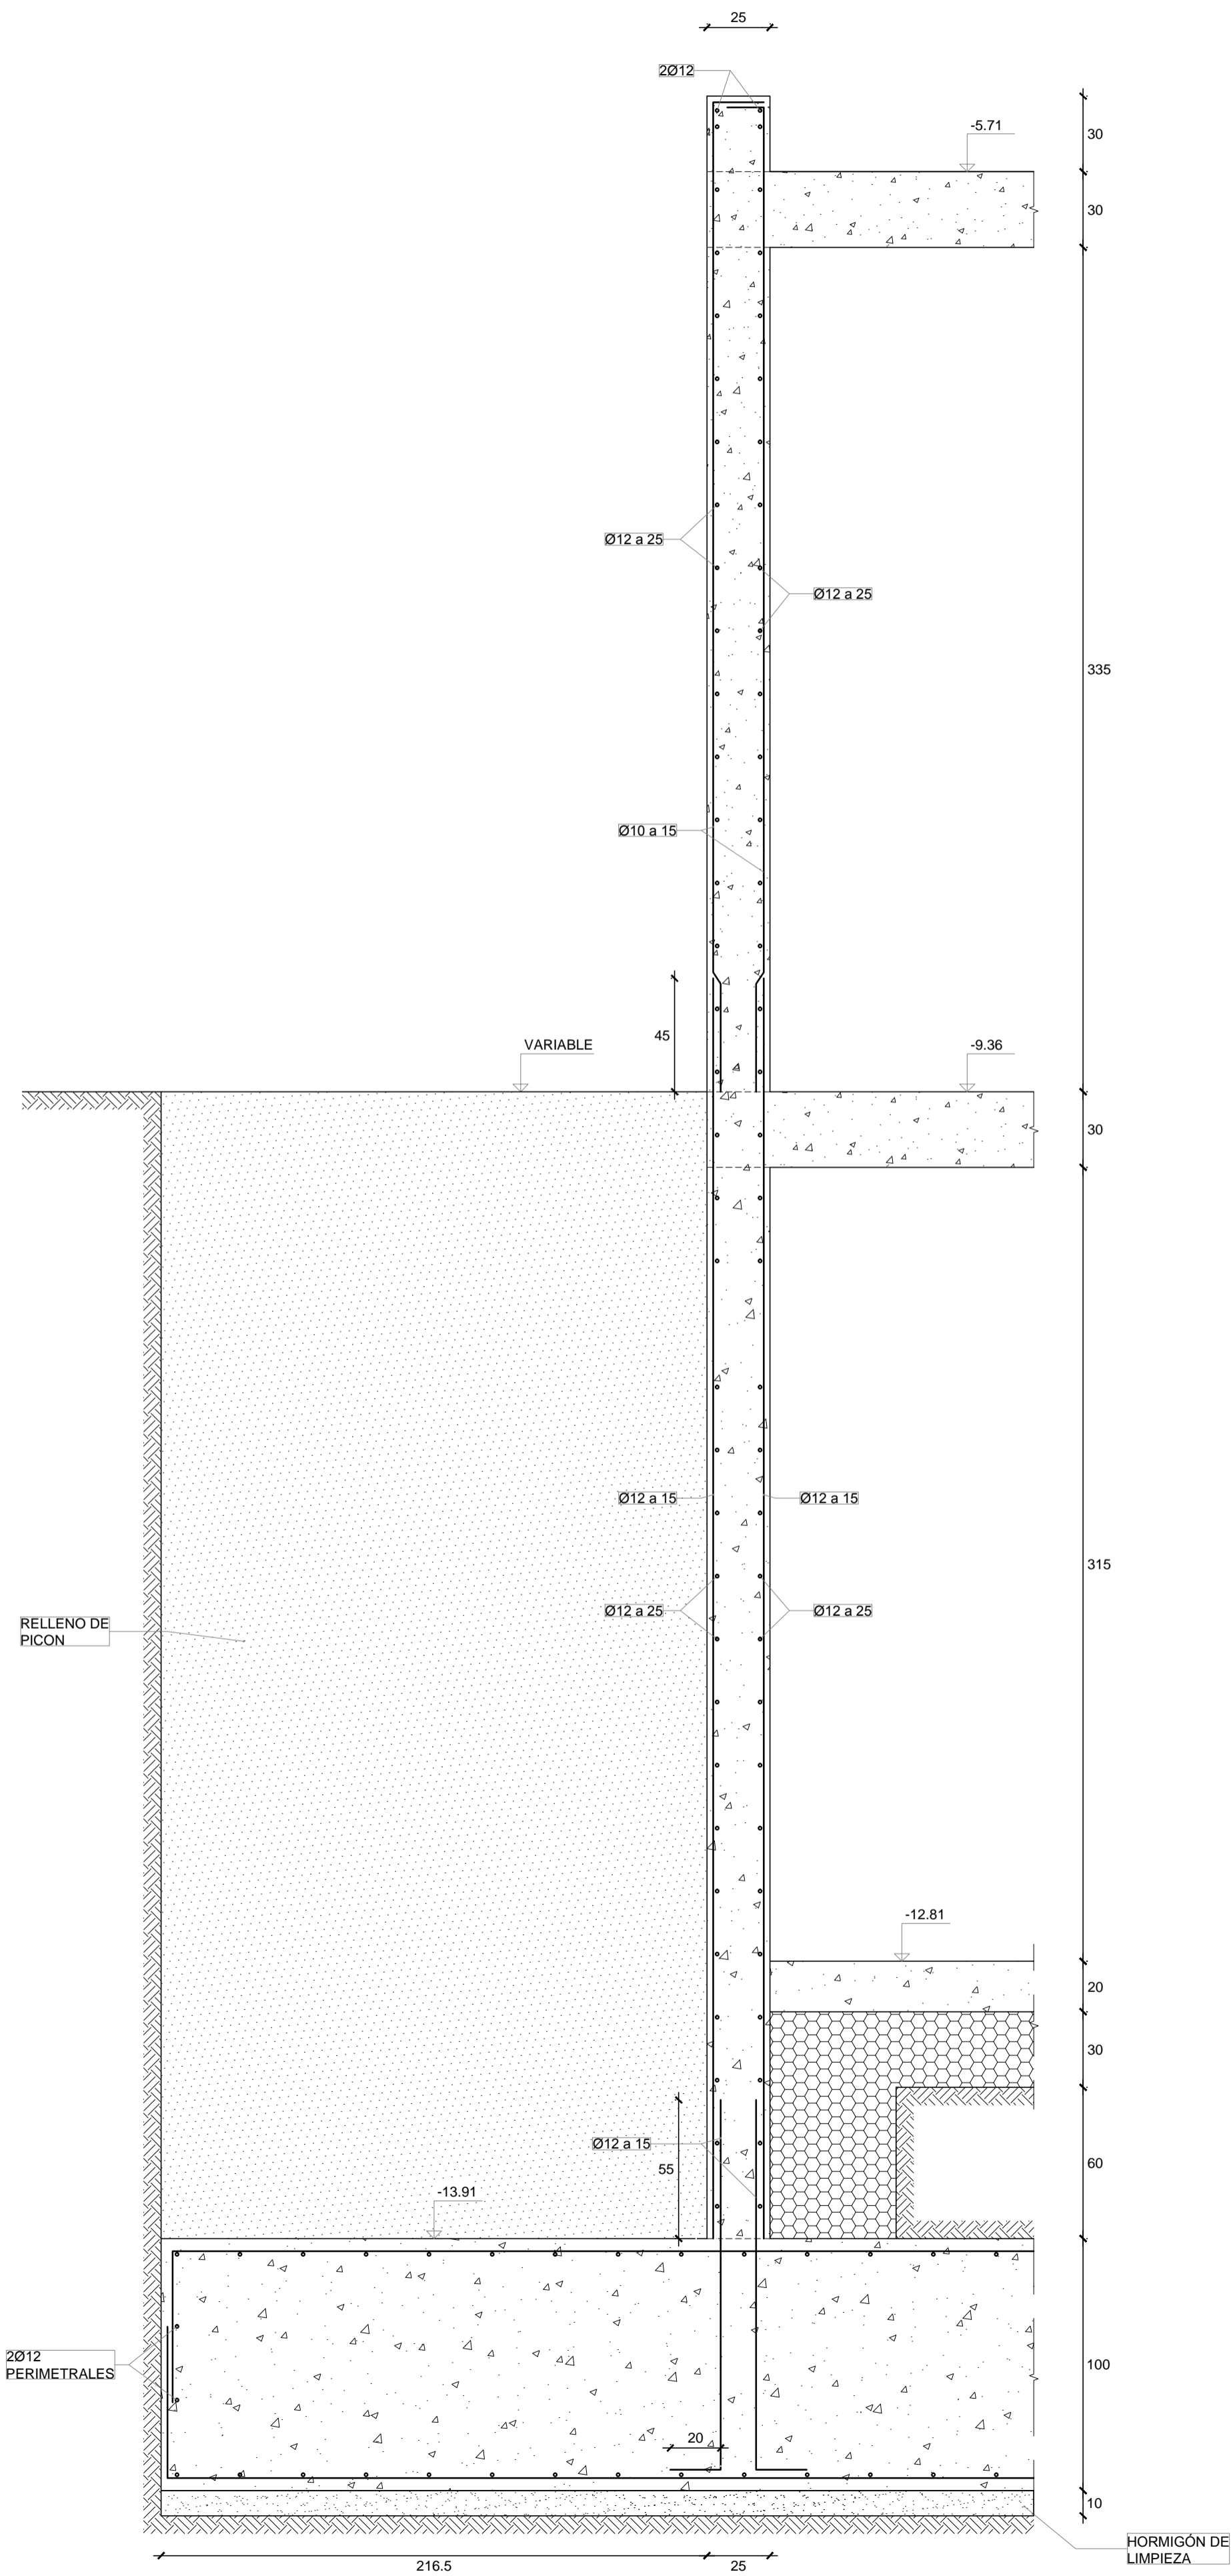 25
2Ø12
-5.71
30
30
Ø12 a 25
Ø12 a 25
335
Ø10 a 15
45
VARIABLE
-9.36
30
Ø12 a 15
Ø12 a 15
315
Ø12 a 25
Ø12 a 25
RELLENO DE
PICON
-12.81
20
30
Ø12 a 15
55
60
-13.91
2Ø12
PERIMETRALES
100
20
10
HORMIGÓN DE
LIMPIEZA
216.5
25